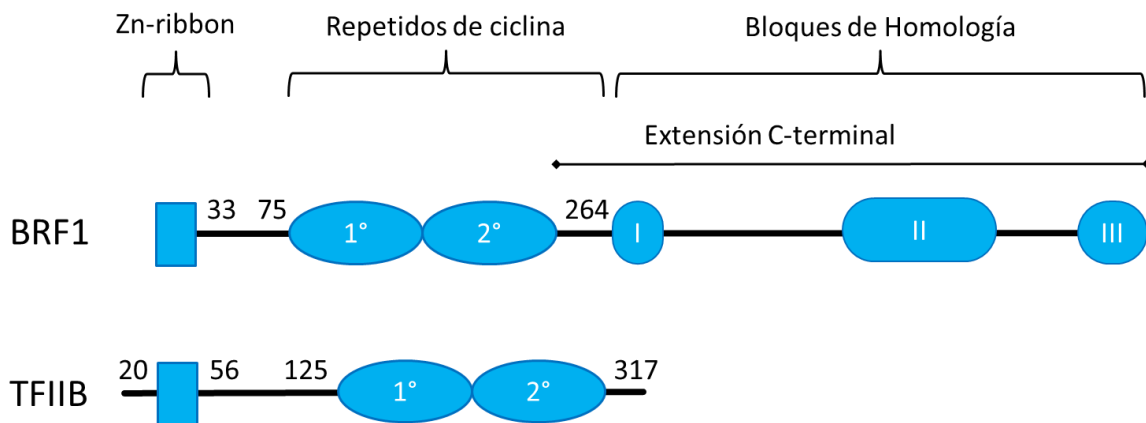 Zn-ribbon Repetidos de ciclina Bloques de Homología
Extensión C-terminal
BRF1 33 75 1° 2° 264 I II III
TFIIB 20 56 125 1° 2° 317